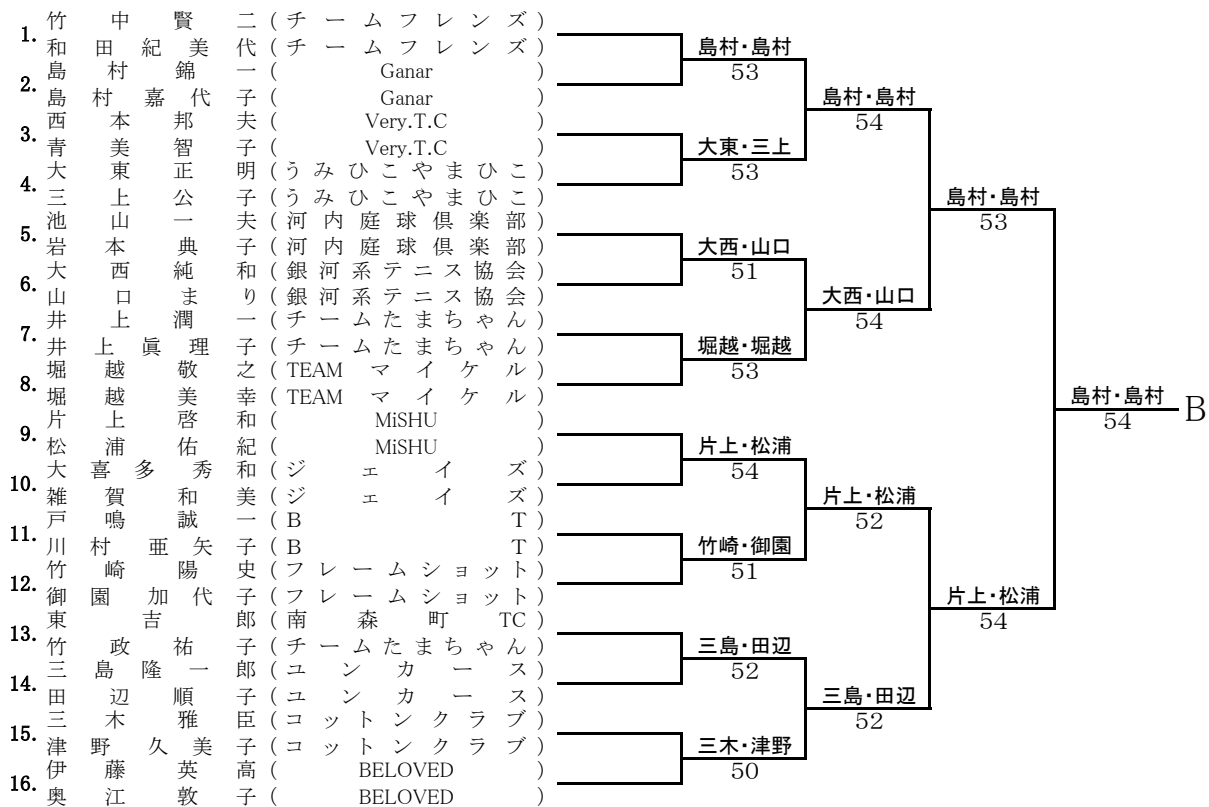 1.
竹中賢二(チームフレンズ)
和田紀美代(チームフレンズ)
2.
島村錦一(Ganar)
島村嘉代子(Ganar)
3.
西本邦夫(Very.T.C)
青美智子(Very.T.C)
4.
大東正明(うみひこやまひこ)
三上公子(うみひこやまひこ)
5.
池山一夫(河内庭球倶楽部)
岩本典子(河内庭球倶楽部)
6.
大西純和(銀河系テニス協会)
山口まり(銀河系テニス協会)
7.
井上潤一(チームたまちゃん)
井上眞理子(チームたまちゃん)
8.
堀越敬之(TEAMマイケル)
堀越美幸(TEAMマイケル)
9.
片上啓和(MiSHU)
松浦佑紀(MiSHU)
10.
大喜多秀和(ジェイズ)
雑賀和美(ジェイズ)
11.
戸鳴誠一(BT)
川村亜矢子(BT)
12.
竹崎陽史(フレームショット)
御園加代子(フレームショット)
13.
東吉郎(南森町TC)
竹政祐子(チームたまちゃん)
14.
三島隆一郎(ユンカース)
田辺順子(ユンカース)
15.
三木雅臣(コットンクラブ)
津野久美子(コットンクラブ)
16.
伊藤英高(BELOVED)
奥江敦子(BELOVED)
島村・島村
53
大東・三上
53
大西・山口
51
堀越・堀越
53
片上・松浦
54
竹崎・御園
51
三島・田辺
52
三木・津野
50
島村・島村
54
大西・山口
54
片上・松浦
52
三島・田辺
52
島村・島村
53
片上・松浦
54
島村・島村
54
B